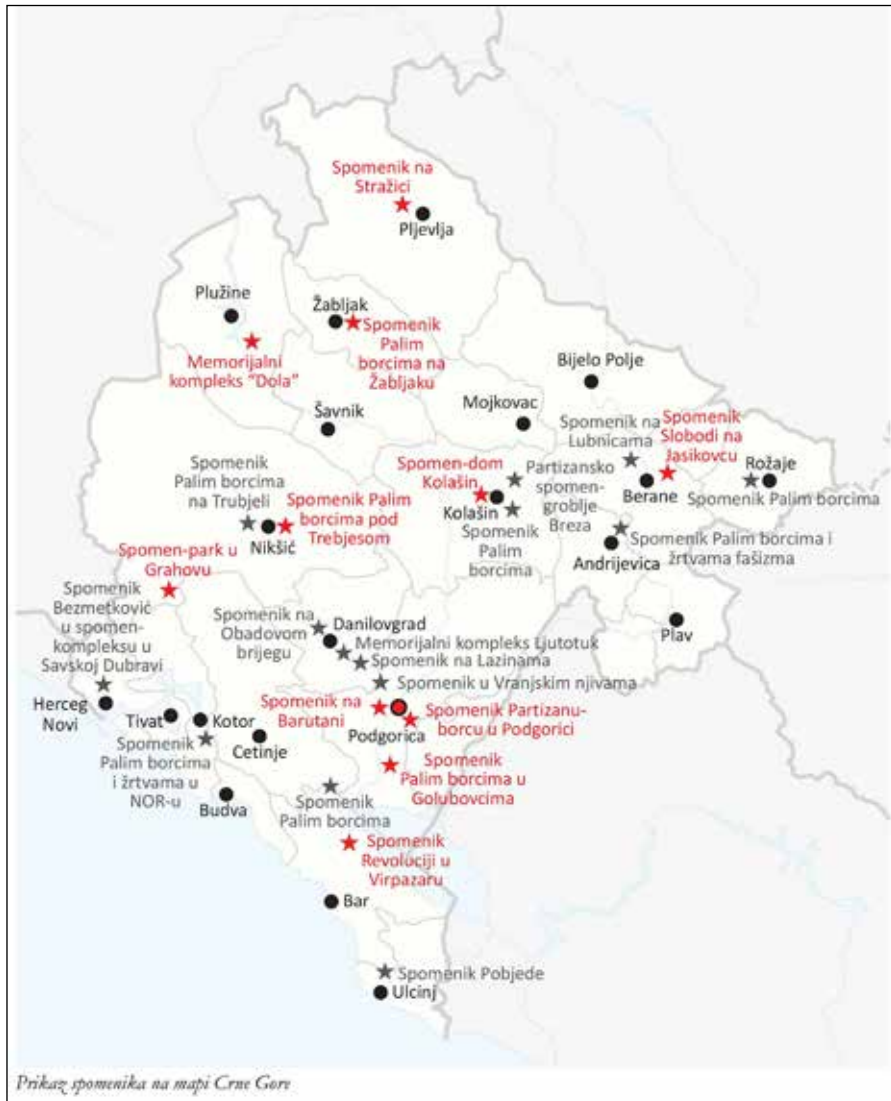 Spomenik na
Stražici
Pljevlja
Plužine
Žabljak
Spomenik
Palim
borcima na
Žabljaku
Memorijalni
kompleks "Dola"
Bijelo Polje
Šavnik
Mojkovac
Spomenik na
Lubnicama
Spomenik
Slobodi na
Jasikovcu
Rožaje
Spomenik Palim borcima
Berane
Spomenik
Palim borcima
na Trubjeli
Spomenik Palim
borcima pod
Trebjesom
Nikšić
Spomen-dom
Kolašin
Kolašin
Partizansko
spomen-
groblje
Breza
Spomenik
Palim
borcima
Andrijevica
Spomenik Palim borcima i
žrtvama fašizma
Spomen-park u
Grahovu
Spomenik
Bezmetković
u spomen-
kompleksu u
Savskoj Dubravi
Spomenik na
Obadovom
brijegu
Danilovgrad
Memorijalni kompleks Ljutotuk
Spomenik na Lazinama
Spomenik u Vranjskim njivama
Plav
Herceg
Novi
Tivat
Kotor
Cetinje
Spomenik na
Barutani
Podgorica
Spomenik Partizanu-
borcu u Podgorici
Spomenik
Palim borcima
i žrtvama u
NOR-u
Budva
Spomenik
Palim borcima u
Golubovcima
Spomenik
Palim borcima
Spomenik
Revoluciji u
Virpazaru
Bar
Spomenik Pobjede
Ulcinj
Prikaz spomenika na mapi Crne Gore